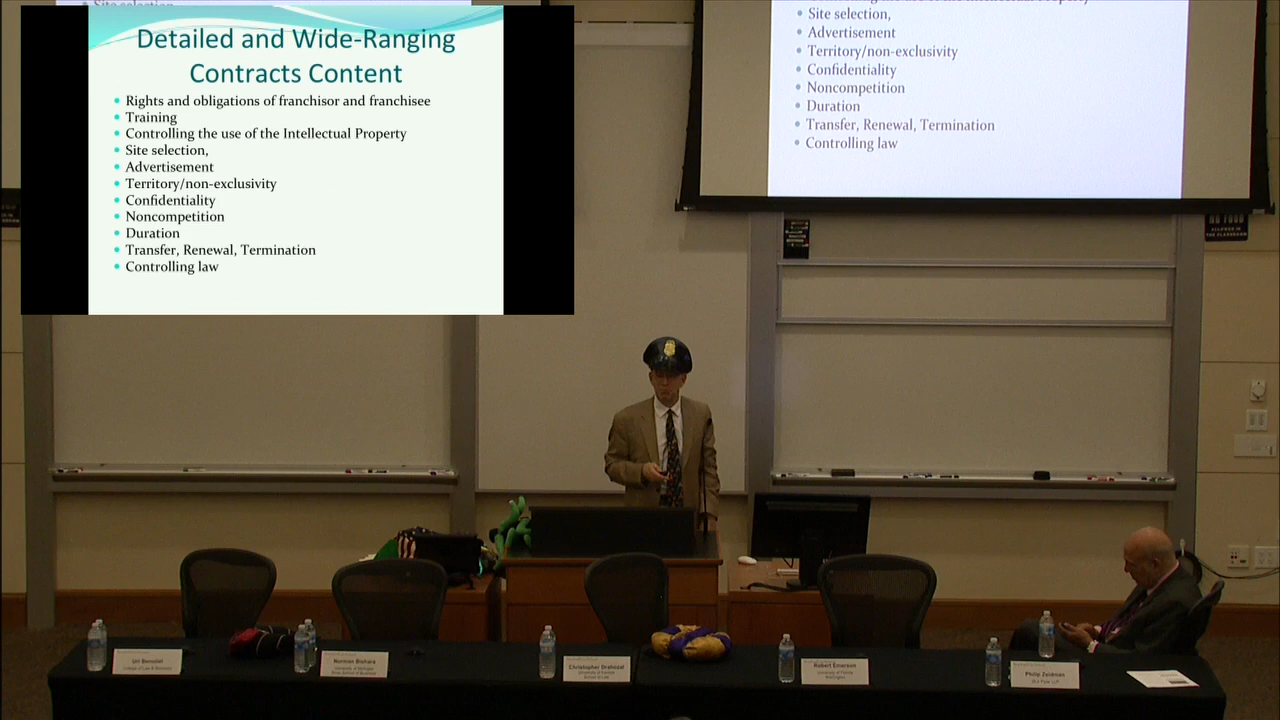 Detailed and Wide-Ranging
Contracts Content
Rights and obligations of franchisor and franchisee
Training
Controlling the use of the Intellectual Property
Site selection,
Advertisement
Territory/non-exclusivity
Confidentiality
Noncompetition
Duration
Transfer, Renewal, Termination
Controlling law
Site selection,
Advertisement
Territory/non-exclusivity
Confidentiality
Noncompetition
Duration
Transfer, Renewal, Termination
Controlling law
Uri Benoliel
Norman Bishara
Christopher Drahozal
Robert Emerson
Philip Zeidman